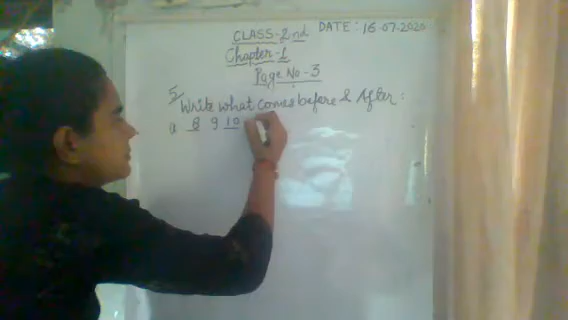 CLASS-2nd DATE: 16-07-2020
Chapter-1
Page No-3
5. Write what comes before & After:
8 9 10